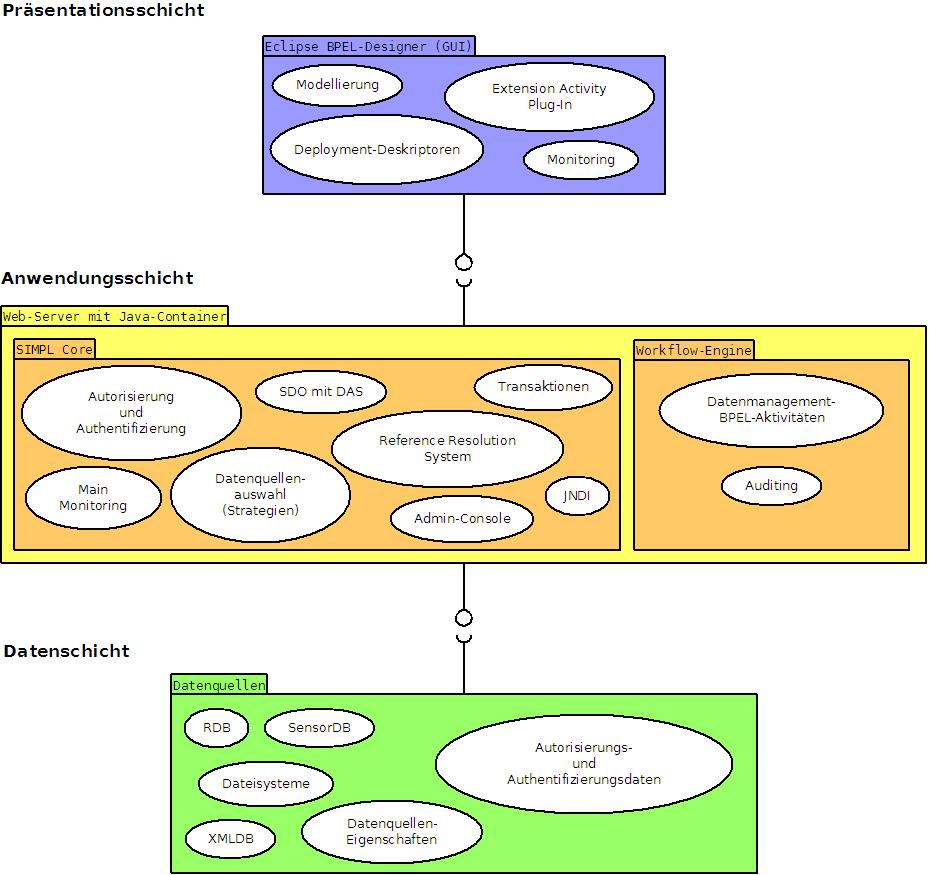 Präsentationsschicht
Eclipse BPEL-Designer (GUI)
Modellierung
Extension Activity
Plug-In
Deployment-Deskriptoren
Monitoring
Anwendungsschicht
Web-Server mit Java-Container
SIMPL Core
Autorisierung
und
Authentifizierung
SDO mit DAS
Transaktionen
Reference Resolution
System
Main
Monitoring
Datenquellen-
auswahl
(Strategien)
Admin-Console
JNDI
Workflow-Engine
Datenmanagement-
BPEL-Aktivitäten
Auditing
Datenschicht
Datenquellen
RDB
SensorDB
Autorisierungs-
und
Authentifizierungsdaten
Dateisysteme
XMLDB
Datenquellen-
Eigenschaften